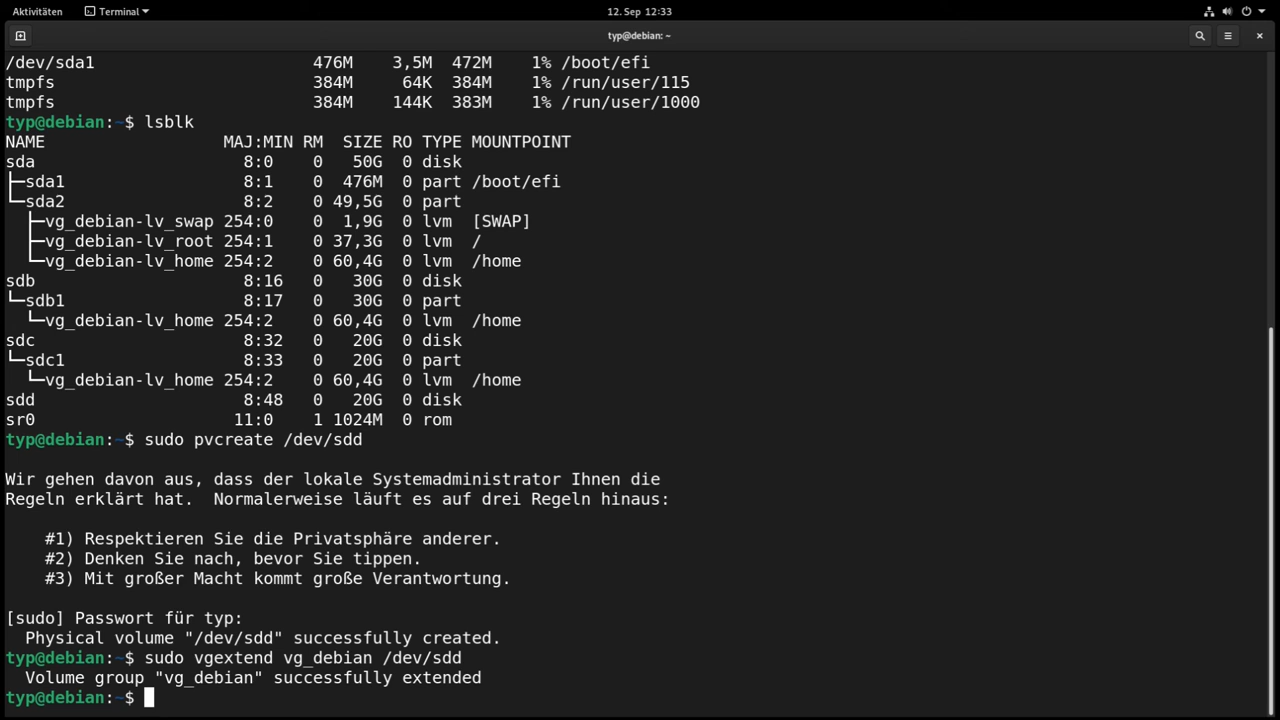 Aktivitäten Terminal 12. Sep 12:33
typ@debian: ~
/dev/sda1 476M 3,5M 472M 1% /boot/efi
tmpfs 384M 64K 384M 1% /run/user/115
tmpfs 384M 144K 383M 1% /run/user/1000
typ@debian:~$ lsblk
NAME MAJ:MIN RM SIZE RO TYPE MOUNTPOINT
sda 8:0 0 50G 0 disk
├─sda1 8:1 0 476M 0 part /boot/efi
└─sda2 8:2 0 49,5G 0 part
├─vg_debian-lv_swap 254:0 0 1,9G 0 lvm [SWAP]
├─vg_debian-lv_root 254:1 0 37,3G 0 lvm /
└─vg_debian-lv_home 254:2 0 60,4G 0 lvm /home
sdb 8:16 0 30G 0 disk
└─sdb1 8:17 0 30G 0 part
└─vg_debian-lv_home 254:2 0 60,4G 0 lvm /home
sdc 8:32 0 20G 0 disk
└─sdc1 8:33 0 20G 0 part
└─vg_debian-lv_home 254:2 0 60,4G 0 lvm /home
sdd 8:48 0 20G 0 disk
sr0 11:0 1 1024M 0 rom
typ@debian:~$ sudo pvcreate /dev/sdd
Wir gehen davon aus, dass der lokale Systemadministrator Ihnen die
Regeln erklärt hat. Normalerweise läuft es auf drei Regeln hinaus:
#1) Respektieren Sie die Privatsphäre anderer.
#2) Denken Sie nach, bevor Sie tippen.
#3) Mit großer Macht kommt große Verantwortung.
[sudo] Passwort für typ:
Physical volume "/dev/sdd" successfully created.
typ@debian:~$ sudo vgextend vg_debian /dev/sdd
Volume group "vg_debian" successfully extended
typ@debian:~$